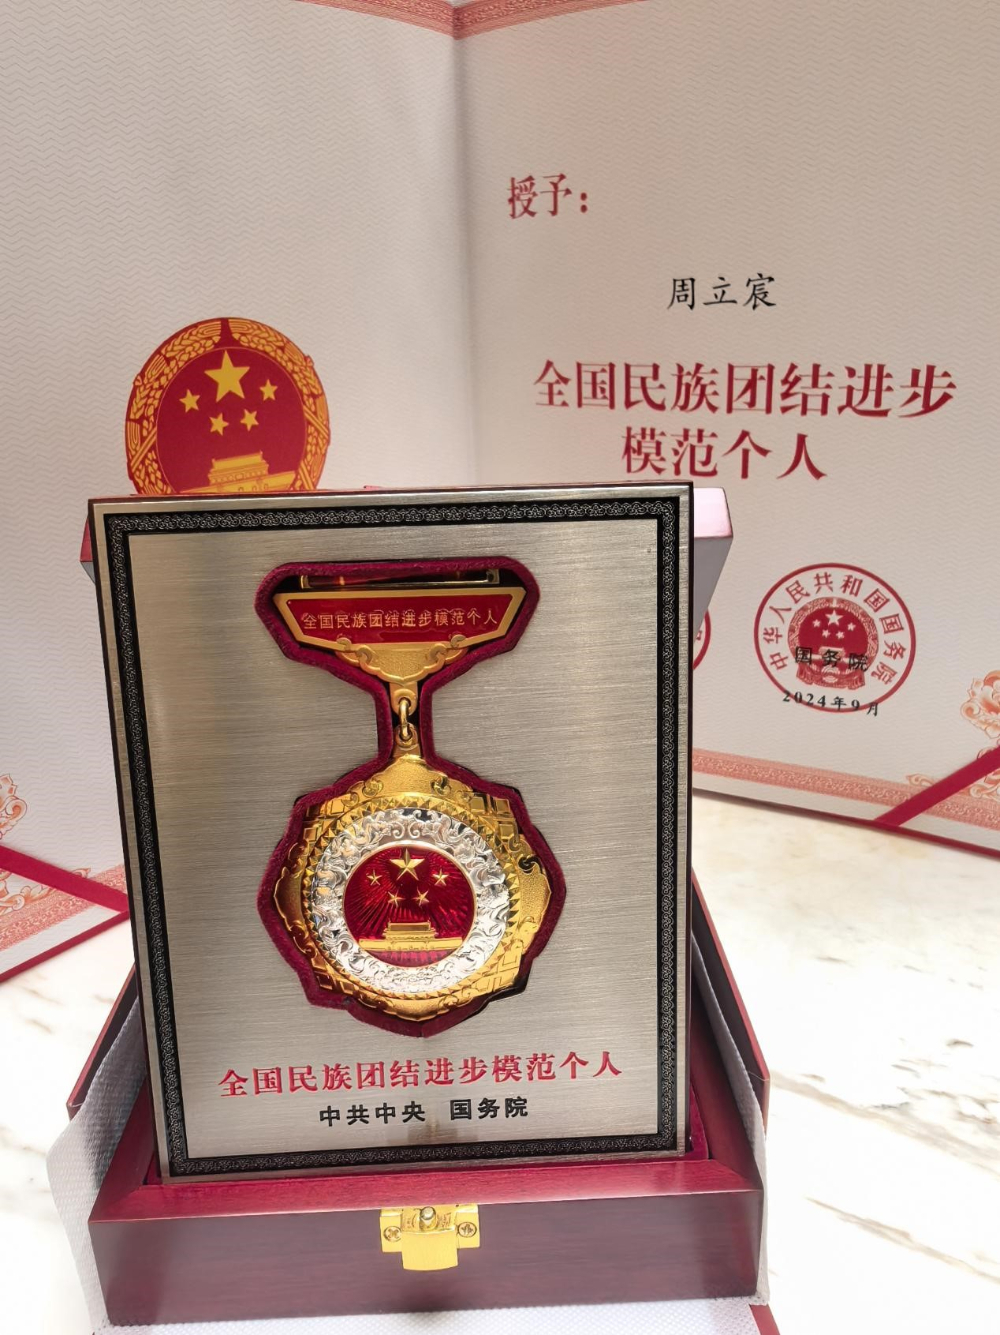 授予：
周立宸
全国民族团结进步
模范个人
中华人民共和国国务院
国务院
2024年9月
全国民族团结进步模范个人
全国民族团结进步模范个人
中共中央 国务院